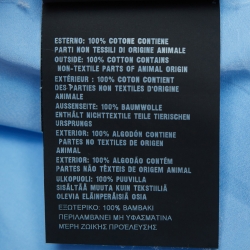 ESTERNO: 100% COTONE CONTIENE
PARTI NON TESSILI DI ORIGINE ANIMALE
OUTSIDE: 100% COTTON CONTAINS
NON-TEXTILE PARTS OF ANIMAL ORIGIN
EXTÉRIEUR : 100% COTON CONTIENT
DES PARTIES NON TEXTILES D'ORIGINE
ANIMALE
AUSSENSEITE: 100% BAUMWOLLE
ENTHÄLT NICHTTEXTILE TEILE TIERISCHEN
URSPRUNGS
EXTERIOR: 100% ALGODÓN CONTIENE
PARTES NO TEXTILES DE ORIGEN ANIMAL
EXTERIOR: 100% ALGODÃO CONTÉM
PARTES NÃO TÊXTEIS DE ORIGEM ANIMAL
ULKOPUOLI: 100% PUUVILLA
SISÄLTÄÄ MUUTA KUIN TEKSTIILIÄ
OLEVIA ELÄINPERÄISIÄ OSIA
ΕΞΩΤΕΡΙΚΟ: 100% ΒΑΜΒΑΚΙ
ΠΕΡΙΛΑΜΒΑΝΕΙ ΜΗ ΥΦΑΣΜΑΤΙΝΑ
ΜΕΡΗ ΖΩΙΚΗΣ ΠΡΟΕΛΕΥΣΗΣ